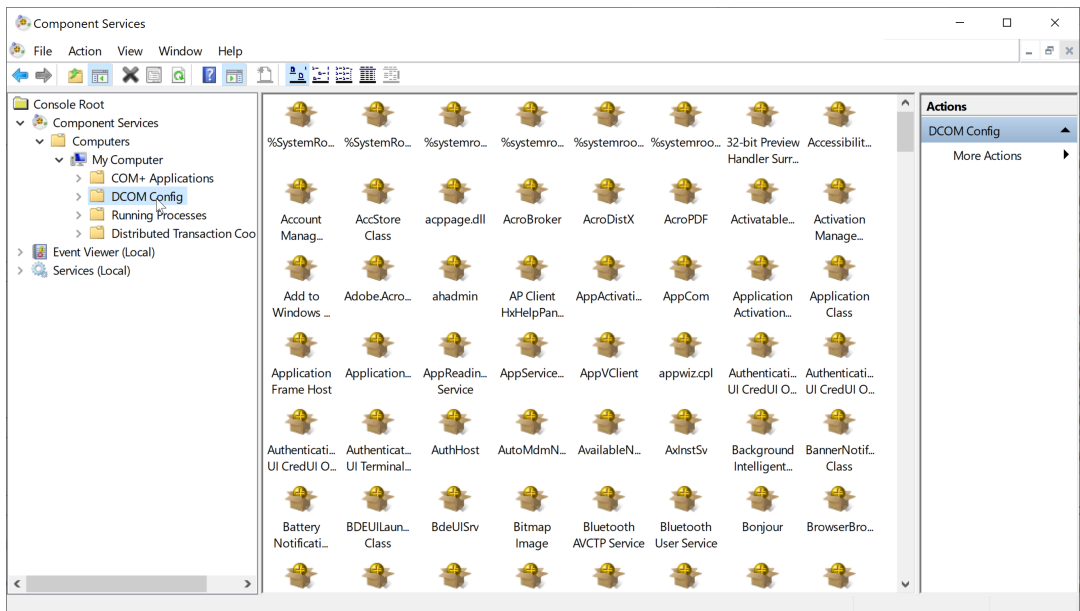 Component Services
File Action View Window Help
Console Root
Component Services
Computers
My Computer
COM+ Applications
DCOM Config
Running Processes
Distributed Transaction Coo
Event Viewer (Local)
Services (Local)
%SystemRo... %SystemRo... %systemro... %systemro... %systemroo... %systemroo... 32-bit Preview Accessibilit...
Handler Surr...
Account AccStore acppage.dll AcroBroker AcroDistX AcroPDF Activatable... Activation
Manag... Class Manage...
Add to Adobe.Acro... ahadmin AP Client AppActivati... AppCom Application Application
Windows ... HxHelpPan... Activation... Class
Application Application... AppReadin... AppService... AppVClient appwiz.cpl Authenticati... Authenticati...
Frame Host Service UI CredUI O... UI CredUI O...
Authenticati... Authenticat... AuthHost AutoMdmN... AvailableN... AxInstSv Background BannerNotif...
UI CredUI O... UI Terminal... Intelligent... Class
Battery BDEUILaun... BdeUISrv Bitmap Bluetooth Bluetooth Bonjour BrowserBro...
Notificati... Class Image AVCTP Service User Service
Actions
DCOM Config
More Actions